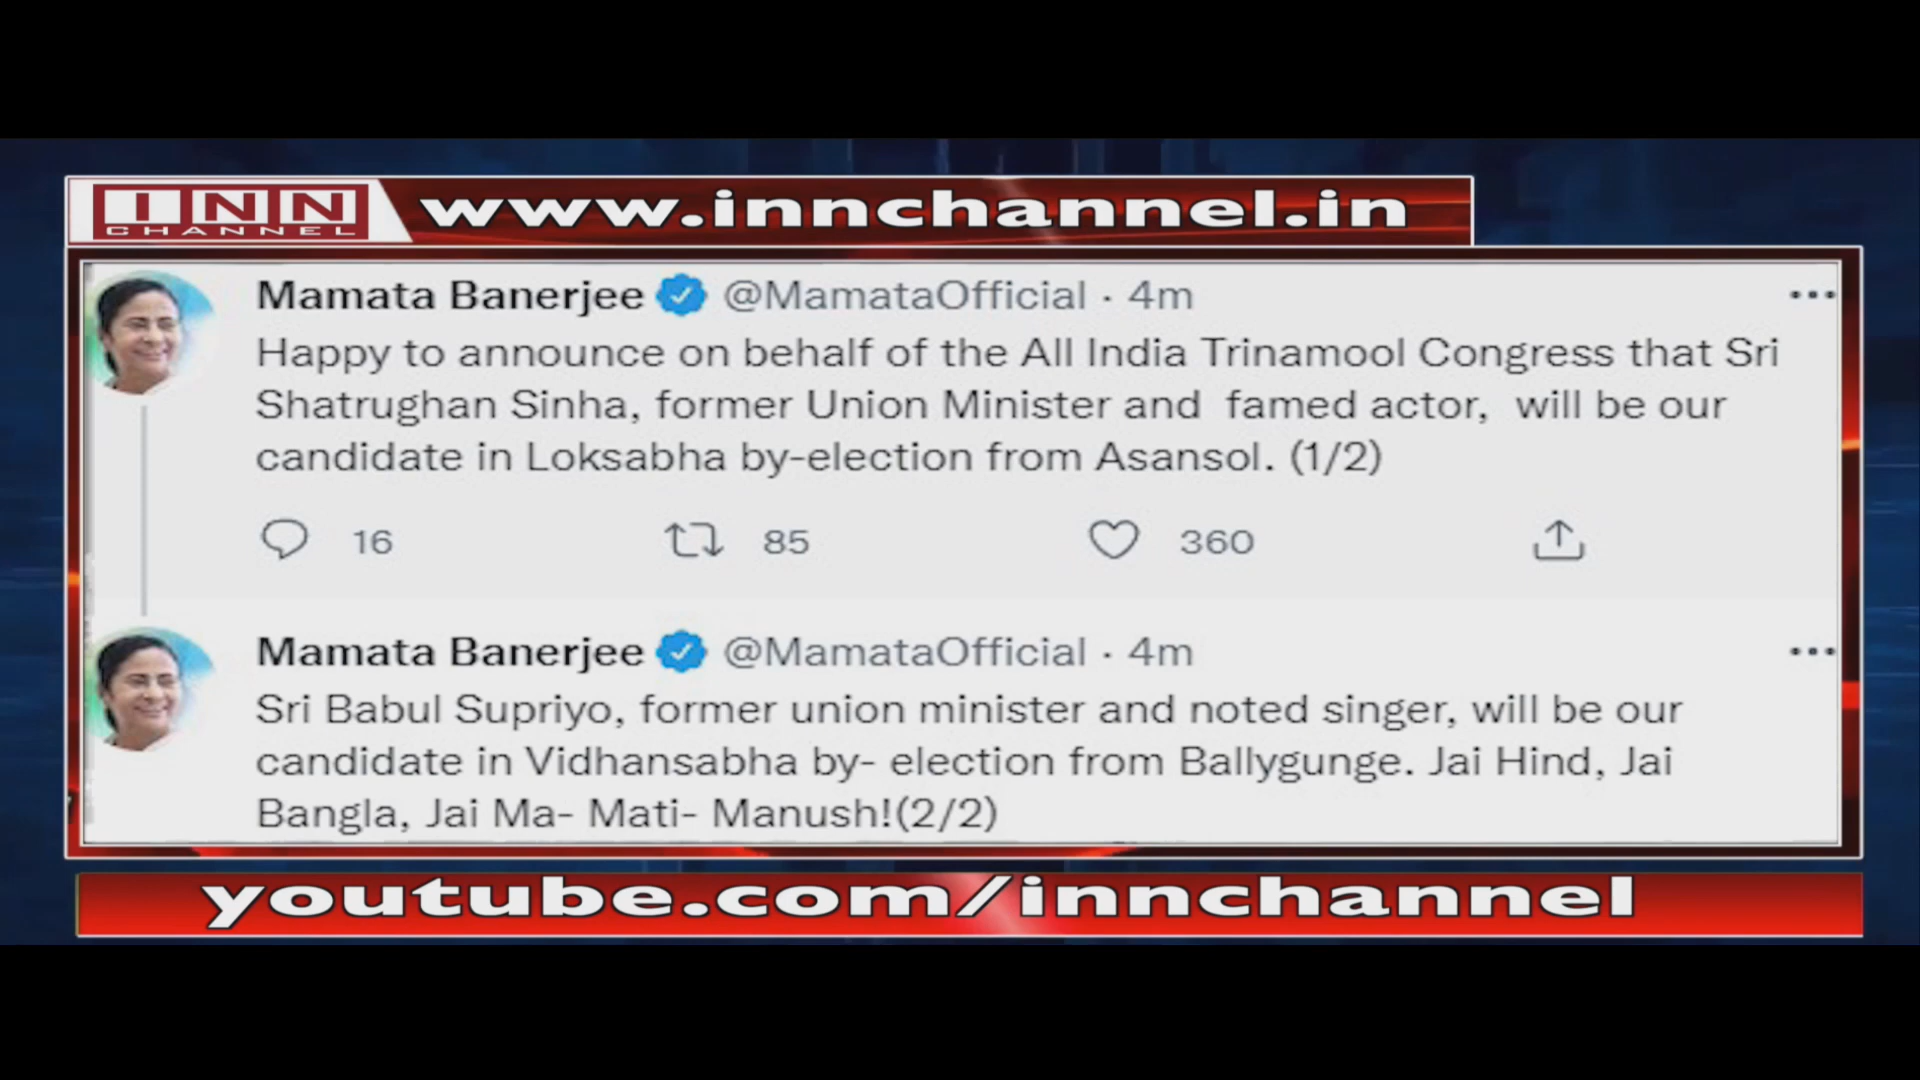 INN
CHANNEL
www.innchannel.in
Mamata Banerjee @MamataOfficial · 4m
Happy to announce on behalf of the All India Trinamool Congress that Sri
Shatrughan Sinha, former Union Minister and famed actor, will be our
candidate in Loksabha by-election from Asansol. (1/2)
16 85 360
Mamata Banerjee @MamataOfficial · 4m
Sri Babul Supriyo, former union minister and noted singer, will be our
candidate in Vidhansabha by- election from Ballygunge. Jai Hind, Jai
Bangla, Jai Ma- Mati- Manush!(2/2)
youtube.com/innchannel